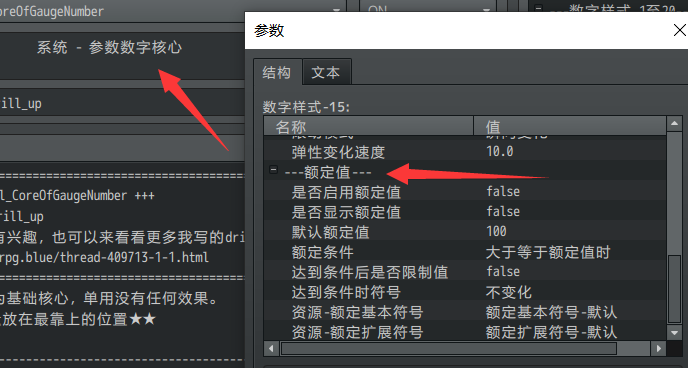 CoreOfGaugeNumber
ON
---数字样式 1至20
系统 - 参数数字核心
参数
结构
文本
rill_up
数字样式-15:
名称
值
弹性变化速度
10.0
---额定值---
l_CoreOfGaugeNumber +++
是否启用额定值
false
rill_up
是否显示额定值
false
有兴趣，也可以来看看更多我写的dri
默认额定值
100
rpg.blue/thread-409713-1-1.html
额定条件
大于等于额定值时
达到条件后是否限制值
false
为基础核心，单用没有任何效果。
达到条件时符号
不变化
放在最靠上的位置★★
资源-额定基本符号
额定基本符号-默认
资源-额定扩展符号
额定扩展符号-默认